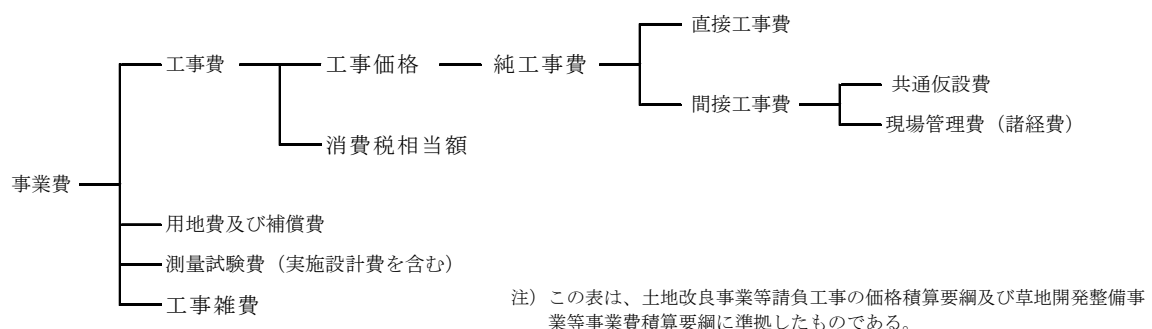 直接工事費
工事費
工事価格
純工事費
間接工事費
共通仮設費
現場管理費（諸経費）
消費税相当額
事業費
用地費及び補償費
測量試験費（実施設計費を含む）
工事雑費
注）この表は、土地改良事業等請負工事の価格積算要綱及び草地開発整備事
業等事業費積算要綱に準拠したものである。